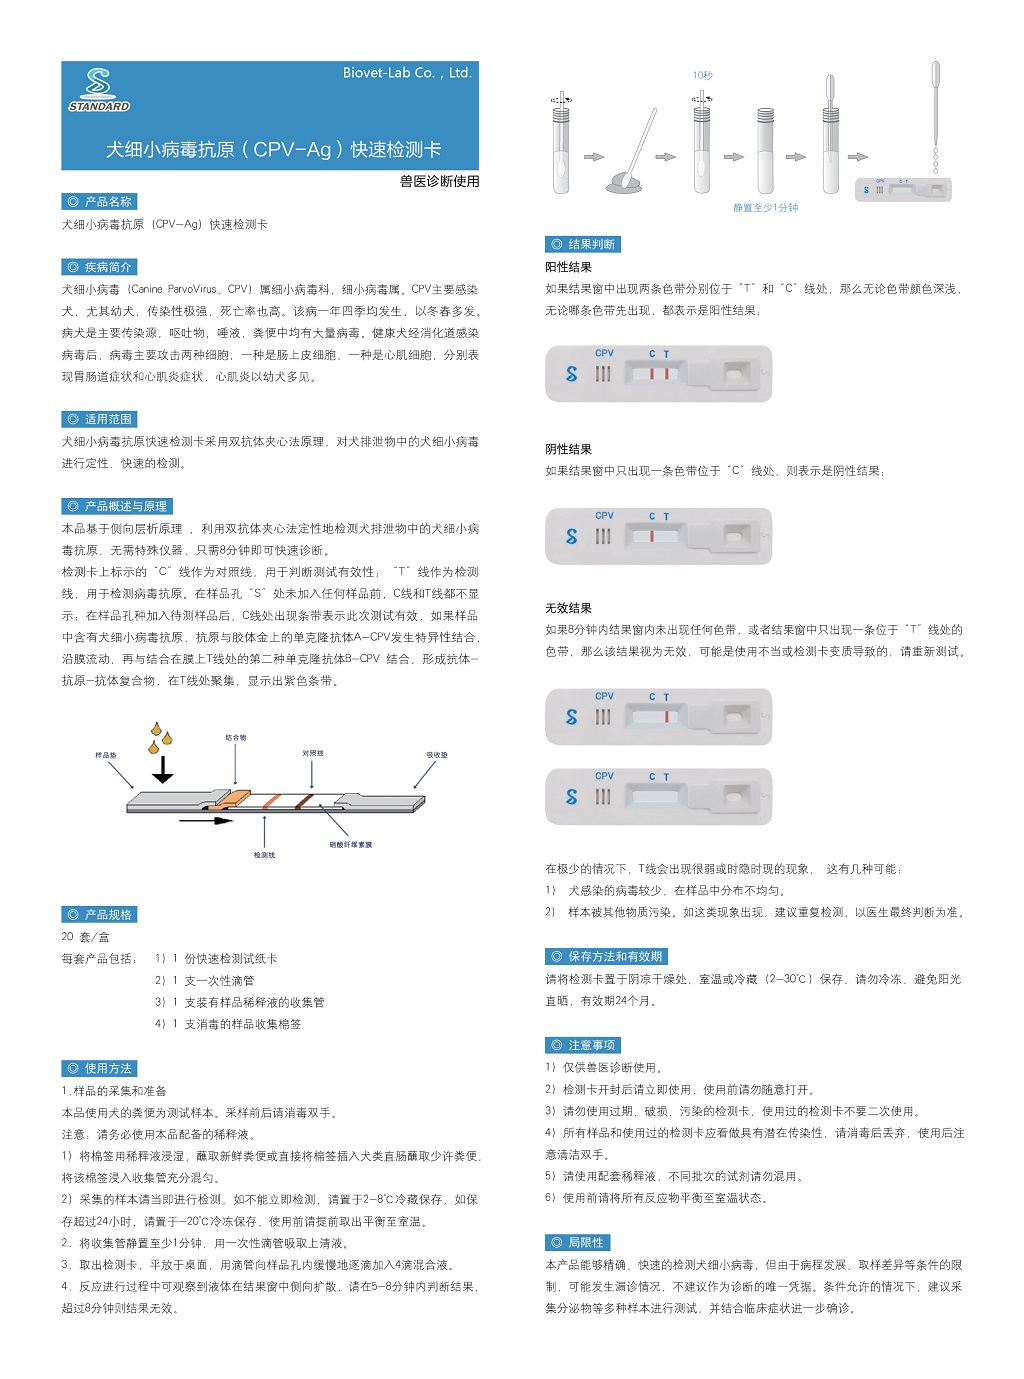 Biovet-Lab Co. , Ltd.
STANDARD
犬细小病毒抗原（CPV-Ag）快速检测卡
兽医诊断使用
◎ 产品名称
犬细小病毒抗原（CPV-Ag）快速检测卡
◎ 疾病简介
犬细小病毒（Canine ParvoVirus，CPV）属细小病毒科，细小病毒属。CPV主要感染
犬，尤其幼犬，传染性极强，死亡率也高。该病一年四季均发生，以冬春多发。
病犬是主要传染源，呕吐物，唾液，粪便中均有大量病毒。健康犬经消化道感染
病毒后，病毒主要攻击两种细胞，一种是肠上皮细胞，一种是心肌细胞，分别表
现胃肠道症状和心肌炎症状，心肌炎以幼犬多见。
◎ 适用范围
犬细小病毒抗原快速检测卡采用双抗体夹心法原理，对犬排泄物中的犬细小病毒
进行定性，快速的检测。
◎ 产品概述与原理
本品基于侧向层析原理 ，利用双抗体夹心法定性地检测犬排泄物中的犬细小病
毒抗原，无需特殊仪器，只需8分钟即可快速诊断。
检测卡上标示的“C”线作为对照线，用于判断测试有效性； “T”线作为检测
线，用于检测病毒抗原。在样品孔“S”处未加入任何样品前，C线和T线都不显
示；在样品孔种加入待测样品后，C线处出现条带表示此次测试有效，如果样品
中含有犬细小病毒抗原，抗原与胶体金上的单克隆抗体A-CPV发生特异性结合，
沿膜流动，再与结合在膜上T线处的第二种单克隆抗体B-CPV 结合，形成抗体-
抗原-抗体复合物，在T线处聚集，显示出紫色条带。
样品垫
结合物
对照线
吸收垫
硝酸纤维素膜
检测线
◎ 产品规格
20 套/盒
每套产品包括： 1）1 份快速检测试纸卡
2）1 支一次性滴管
3）1 支装有样品稀释液的收集管
4）1 支消毒的样品收集棉签
◎ 使用方法
1.样品的采集和准备
本品使用犬的粪便为测试样本。采样前后请消毒双手。
注意：请务必使用本品配备的稀释液。
1）将棉签用稀释液浸湿，蘸取新鲜粪便或直接将棉签插入犬类直肠蘸取少许粪便，
将该棉签浸入收集管充分混匀。
2）采集的样本请当即进行检测，如不能立即检测，请置于2-8℃冷藏保存，如保
存超过24小时，请置于-20℃冷冻保存，使用前请提前取出平衡至室温。
2．将收集管静置至少1分钟，用一次性滴管吸取上清液。
3．取出检测卡，平放于桌面，用滴管向样品孔内缓慢地逐滴加入4滴混合液。
4．反应进行过程中可观察到液体在结果窗中侧向扩散，请在5-8分钟内判断结果，
超过8分钟则结果无效。
10秒
静置至少1分钟
S CPV C T
◎ 结果判断
阳性结果
如果结果窗中出现两条色带分别位于“T”和“C”线处，那么无论色带颜色深浅，
无论哪条色带先出现，都表示是阳性结果；
CPV C T
S S
阴性结果
如果结果窗中只出现一条色带位于“C”线处，则表示是阴性结果；
CPV C T
S S
无效结果
如果8分钟内结果窗内未出现任何色带，或者结果窗中只出现一条位于“T”线处的
色带，那么该结果视为无效，可能是使用不当或检测卡变质导致的，请重新测试。
CPV C T
S S
CPV C T
S S
在极少的情况下，T线会出现很弱或时隐时现的现象， 这有几种可能：
1） 犬感染的病毒较少，在样品中分布不均匀。
2） 样本被其他物质污染。如这类现象出现，建议重复检测，以医生最终判断为准。
◎ 保存方法和有效期
请将检测卡置于阴凉干燥处，室温或冷藏（2-30℃）保存，请勿冷冻，避免阳光
直晒，有效期24个月。
◎ 注意事项
1）仅供兽医诊断使用。
2）检测卡开封后请立即使用，使用前请勿随意打开。
3）请勿使用过期、破损、污染的检测卡，使用过的检测卡不要二次使用。
4）所有样品和使用过的检测卡应看做具有潜在传染性，请消毒后丢弃，使用后注
意清洁双手。
5）请使用配套稀释液，不同批次的试剂请勿混用。
6）使用前请将所有反应物平衡至室温状态。
◎ 局限性
本产品能够精确、快速的检测犬细小病毒，但由于病程发展、取样差异等条件的限
制，可能发生漏诊情况，不建议作为诊断的唯一凭据。条件允许的情况下，建议采
集分泌物等多种样本进行测试，并结合临床症状进一步确诊。